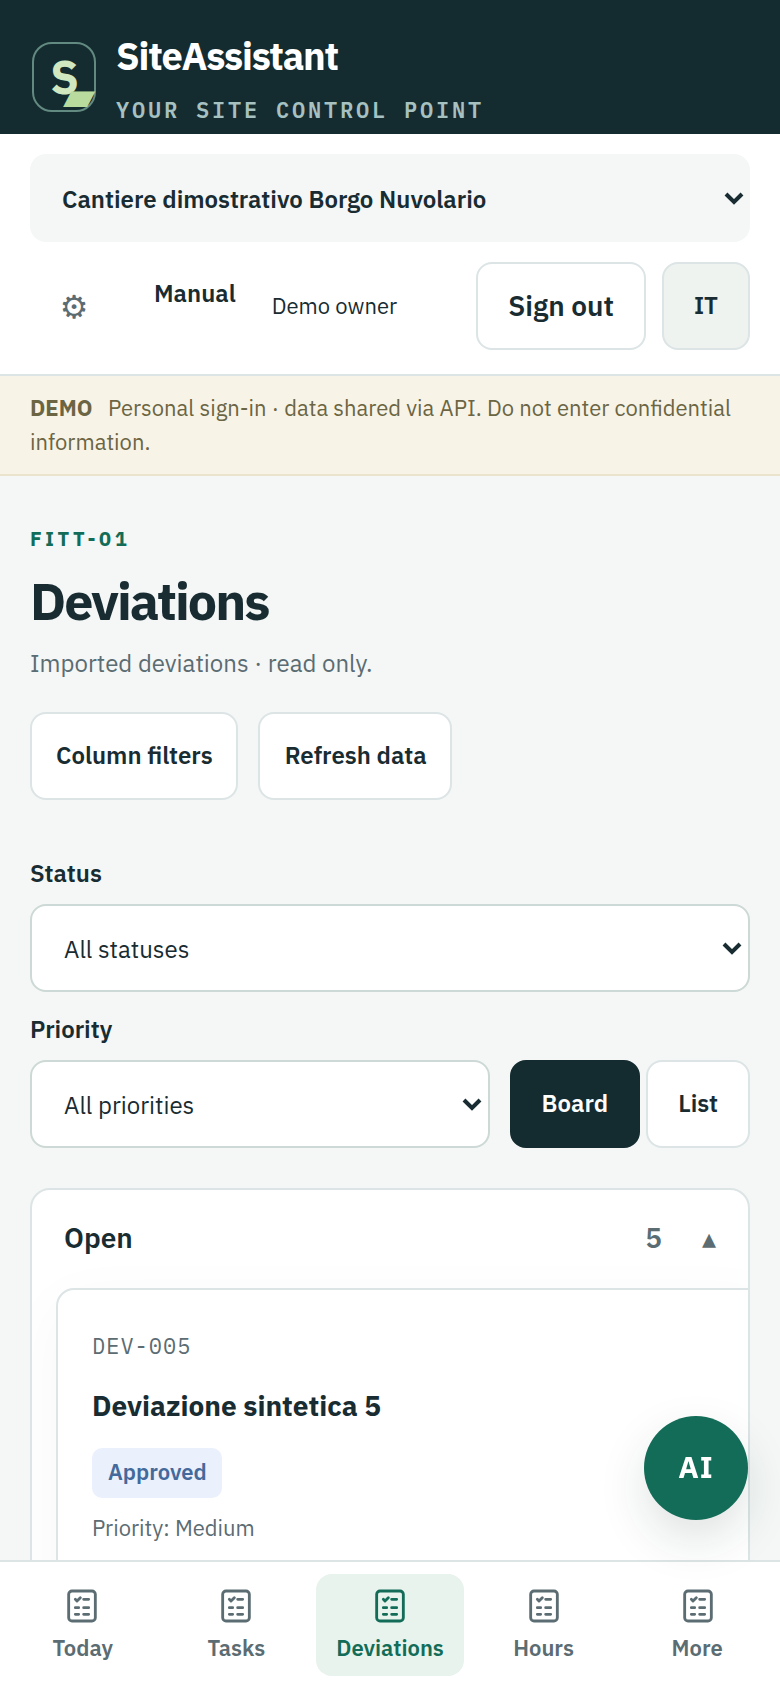 S
SiteAssistant
YOUR SITE CONTROL POINT
Cantiere dimostrativo Borgo Nuvolario
Manual
Demo owner
Sign out
IT
DEMO Personal sign-in · data shared via API. Do not enter confidential
information.
FITT-01
Deviations
Imported deviations · read only.
Column filters
Refresh data
Status
All statuses
Priority
All priorities
Board
List
Open
5
DEV-005
Deviazione sintetica 5
Approved
Priority: Medium
AI
Today
Tasks
Deviations
Hours
More